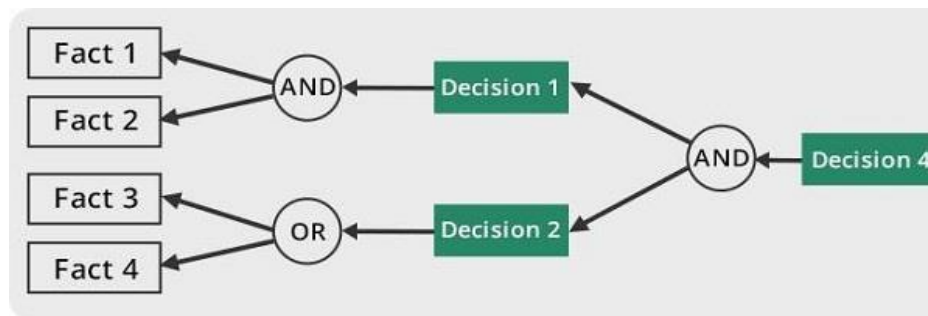 Fact 1
Fact 2
AND
Decision 1
AND
Decision 4
Fact 3
Fact 4
OR
Decision 2